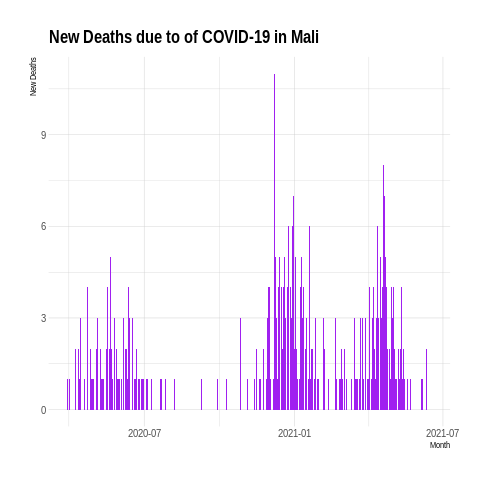 New Deaths due to of COVID-19 in Mali
New Deaths
9
6
3
0
2020-07
2021-01
2021-07
Month